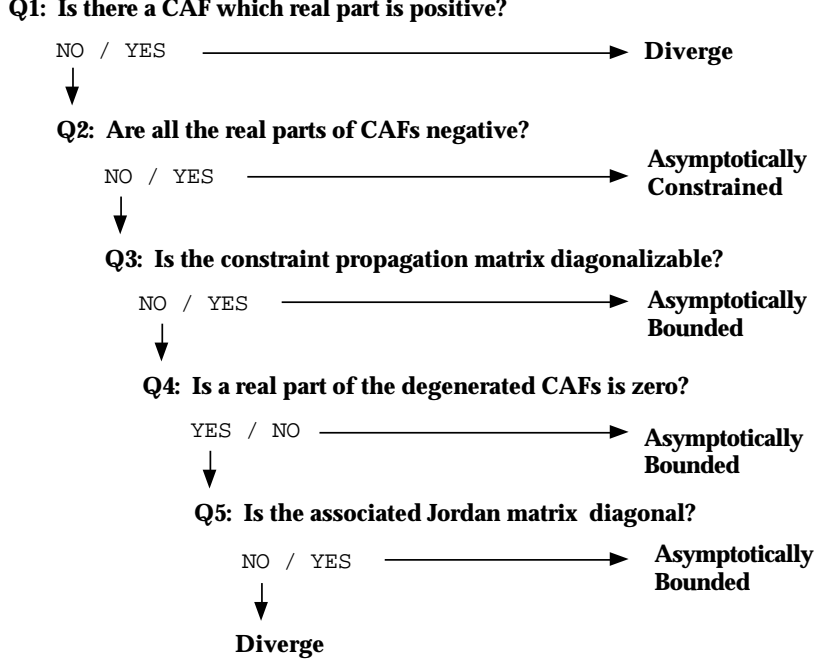 Q1: Is there a CAF which real part is positive?
NO / YES
Diverge
Q2: Are all the real parts of CAFs negative?
NO / YES
Asymptotically
Constrained
Q3: Is the constraint propagation matrix diagonalizable?
NO / YES
Asymptotically
Bounded
Q4: Is a real part of the degenerated CAFs is zero?
YES / NO
Asymptotically
Bounded
Q5: Is the associated Jordan matrix diagonal?
NO / YES
Asymptotically
Bounded
Diverge